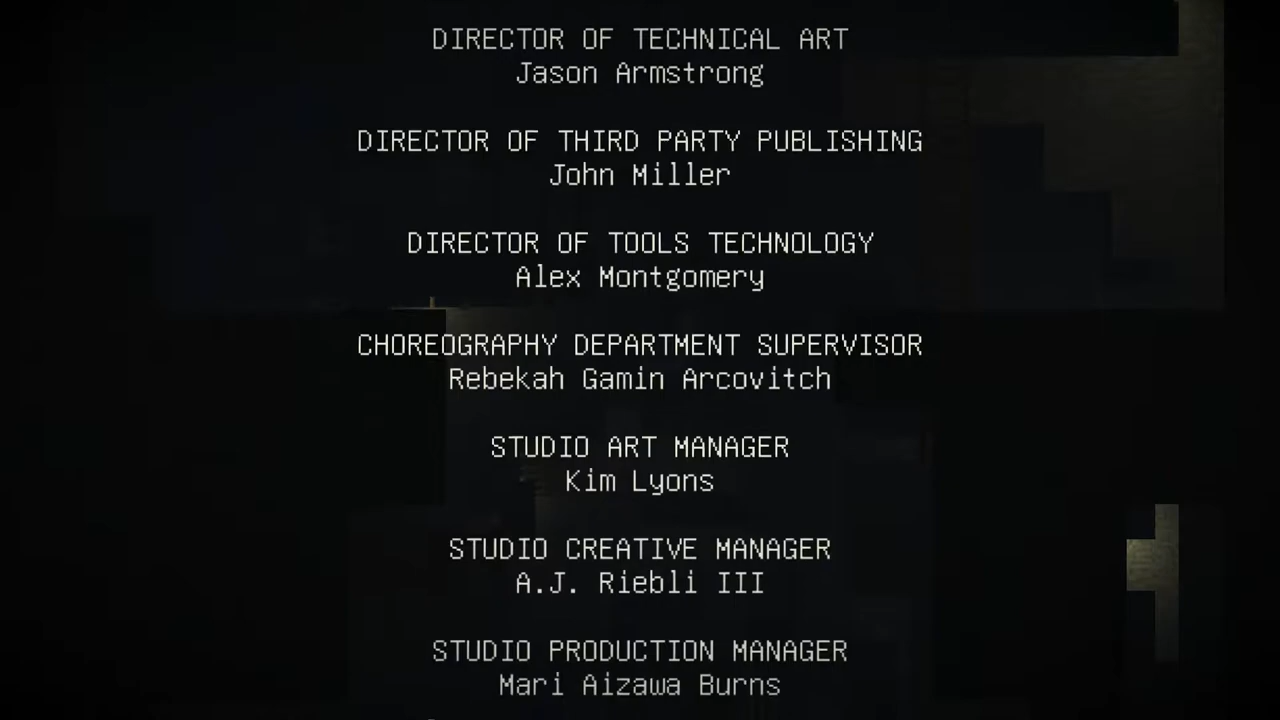 DIRECTOR OF TECHNICAL ART
Jason Armstrong
DIRECTOR OF THIRD PARTY PUBLISHING
John Miller
DIRECTOR OF TOOLS TECHNOLOGY
Alex Montgomery
CHOREOGRAPHY DEPARTMENT SUPERVISOR
Rebekah Gamin Arcovitch
STUDIO ART MANAGER
Kim Lyons
STUDIO CREATIVE MANAGER
A.J. Riebli III
STUDIO PRODUCTION MANAGER
Mari Aizawa Burns